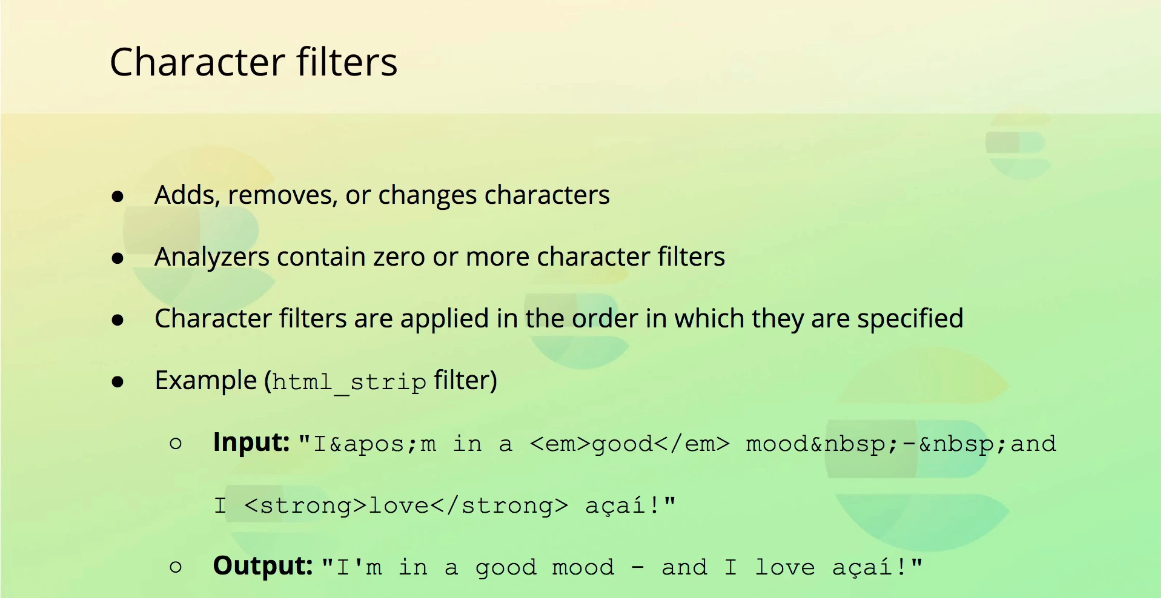 Character filters
● Adds, removes, or changes characters
● Analyzers contain zero or more character filters
● Character filters are applied in the order in which they are specified
● Example (html_strip filter)
○ Input: "I&apos;m in a <em>good</em> mood&nbsp;-&nbsp;and
I <strong>love</strong> açaí!"
○ Output: "I'm in a good mood - and I love açaí!"